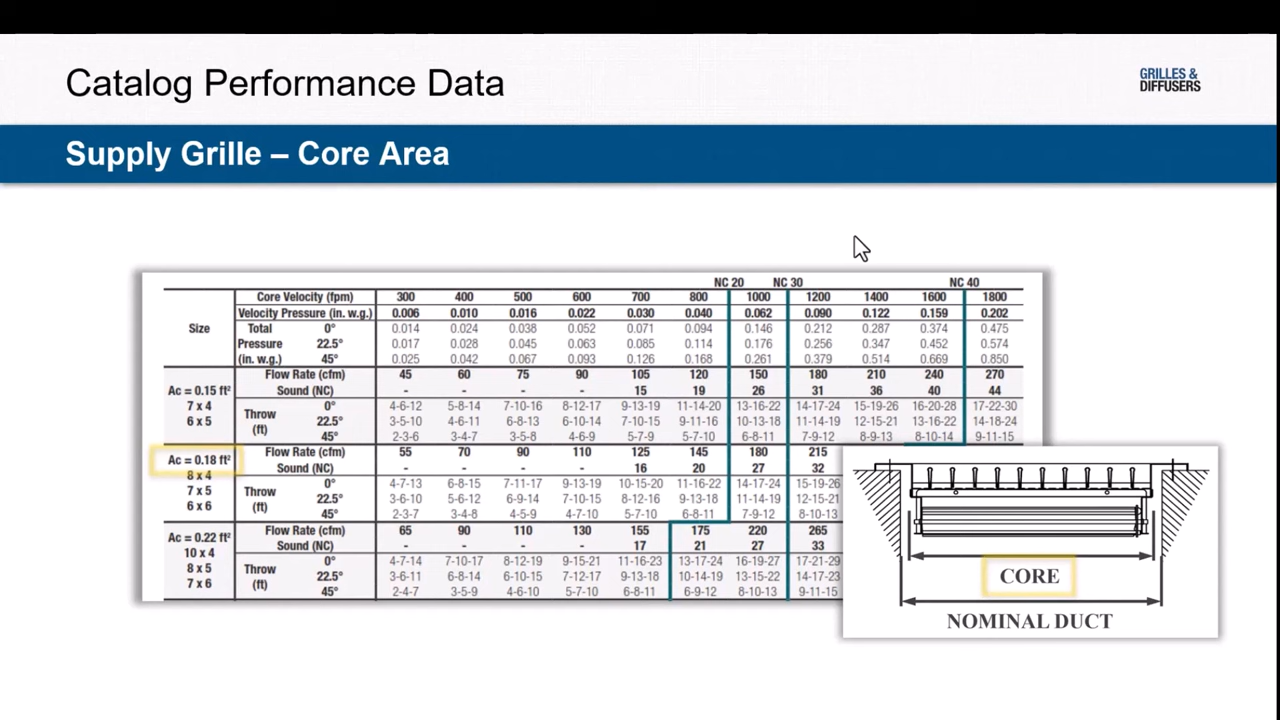 Catalog Performance Data
GRILLES &
DIFFUSERS
Supply Grille – Core Area
NC 20 NC 30 NC 40
Core Velocity (fpm) 300 400 500 600 700 800 1000 1200 1400 1600 1800
Velocity Pressure (in. w.g.) 0.006 0.010 0.016 0.022 0.030 0.040 0.062 0.090 0.122 0.159 0.202
Size Total 0° 0.014 0.024 0.038 0.052 0.071 0.094 0.146 0.212 0.287 0.374 0.475
Pressure 22.5° 0.017 0.028 0.045 0.063 0.085 0.114 0.176 0.256 0.347 0.452 0.574
(in. w.g.) 45° 0.025 0.042 0.067 0.093 0.126 0.168 0.261 0.379 0.514 0.669 0.850
Flow Rate (cfm) 45 60 75 90 105 120 150 180 210 240 270
Ac = 0.15 ft² Sound (NC) - - - - 15 19 26 31 36 40 44
7 x 4 0° 4-6-12 5-8-14 7-10-16 8-12-17 9-13-19 11-14-20 13-16-22 14-17-24 15-19-26 16-20-28 17-22-30
6 x 5 Throw (ft) 22.5° 3-5-10 4-6-11 6-8-13 6-10-14 7-10-15 9-11-16 10-13-18 11-14-19 12-15-21 13-16-22 14-18-24
45° 2-3-6 3-4-7 3-5-8 4-6-9 5-7-9 5-7-10 6-8-11 7-9-12 8-9-13 8-10-14 9-11-15
Flow Rate (cfm) 55 70 90 110 125 145 180 215
Ac = 0.18 ft² Sound (NC) - - - - 16 20 27 32
8 x 4 0° 4-7-13 6-8-15 7-11-17 9-13-19 10-15-20 11-16-22 14-17-24 15-19-26
7 x 5 Throw (ft) 22.5° 3-6-10 5-6-12 6-9-14 7-10-15 8-12-16 9-13-18 11-14-19 12-15-21
6 x 6 45° 2-3-7 3-4-8 4-5-9 4-7-10 5-7-10 6-8-11 7-9-12 8-10-13
Flow Rate (cfm) 65 90 110 130 155 175 220 265
Ac = 0.22 ft² Sound (NC) - - - - 17 21 27 33
10 x 4 0° 4-7-14 7-10-17 8-12-19 9-15-21 11-16-23 13-17-24 16-19-27 17-21-29
8 x 5 Throw (ft) 22.5° 3-6-11 6-8-14 6-10-15 7-12-17 9-13-18 10-14-19 13-15-22 14-17-23
7 x 6 45° 2-4-7 3-5-9 4-6-10 5-7-10 6-8-11 6-9-12 8-10-13 9-11-15
CORE
NOMINAL DUCT